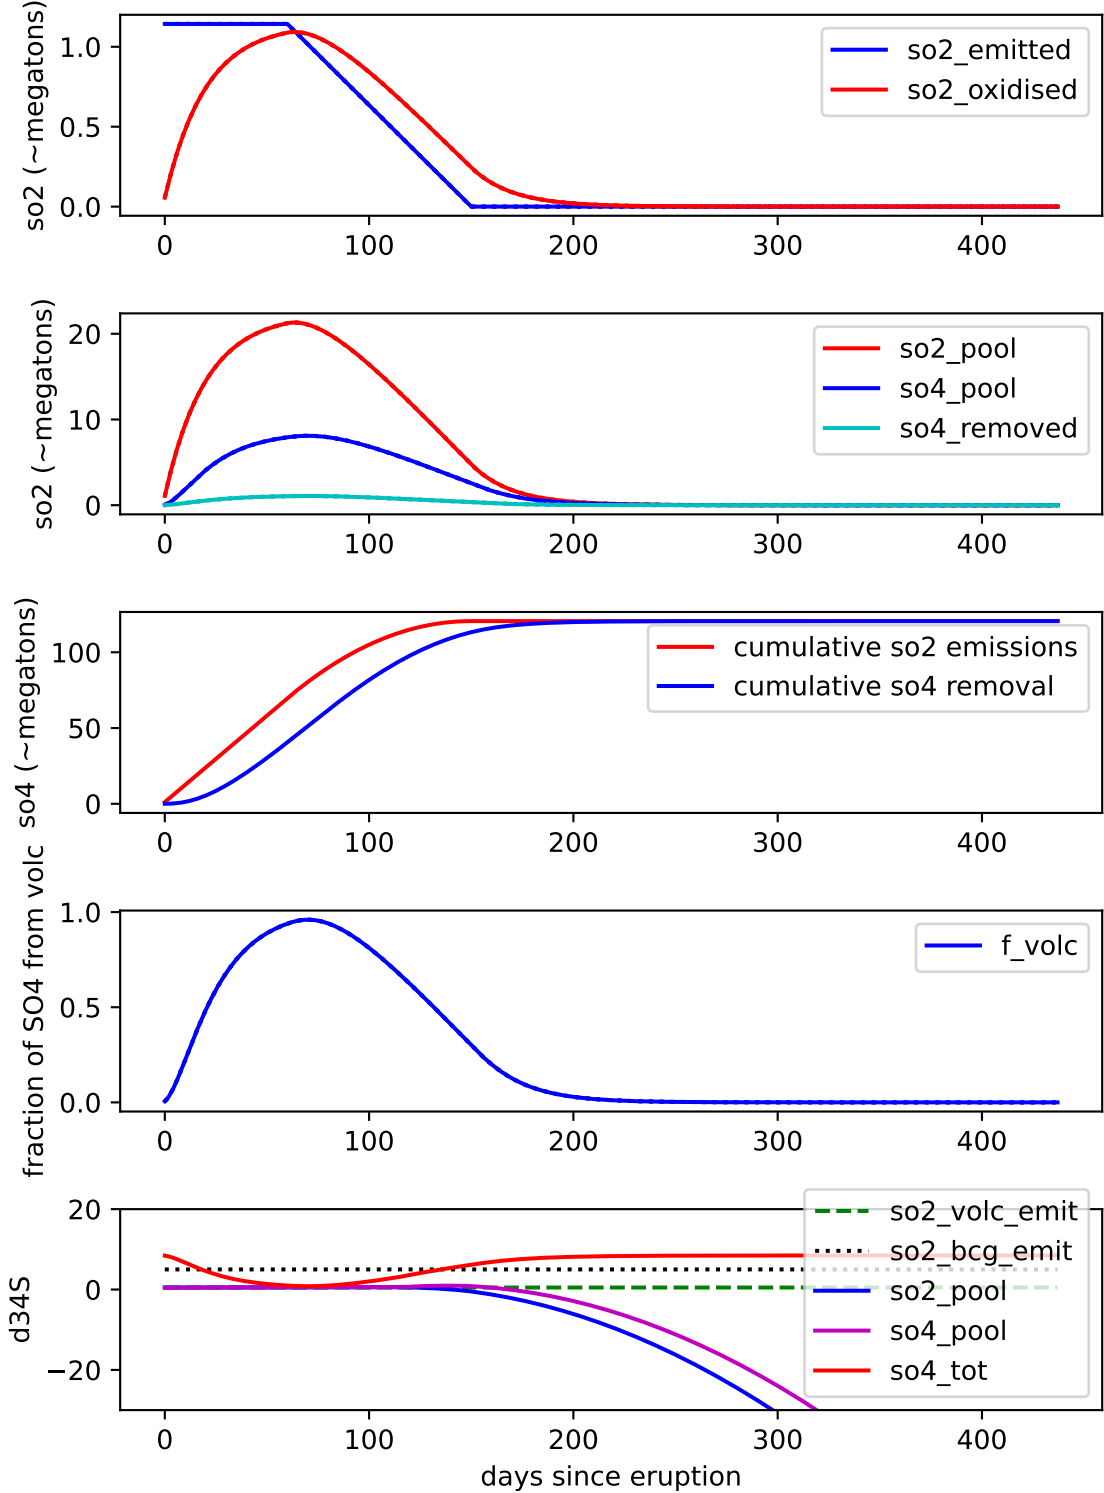 so2 (~megatons)
1.0
0.5
0.0
so2_emitted
so2_oxidised
0 100 200 300 400
so2 (~megatons)
20
10
0
so2_pool
so4_pool
so4_removed
0 100 200 300 400
so4 (~megatons)
100
50
0
cumulative so2 emissions
cumulative so4 removal
0 100 200 300 400
fraction of SO4 from volc
1.0
0.5
0.0
f_volc
0 100 200 300 400
d34S
20
0
−20
so2_volc_emit
so2_bcg_emit
so2_pool
so4_pool
so4_tot
0 100 200 300 400
days since eruption